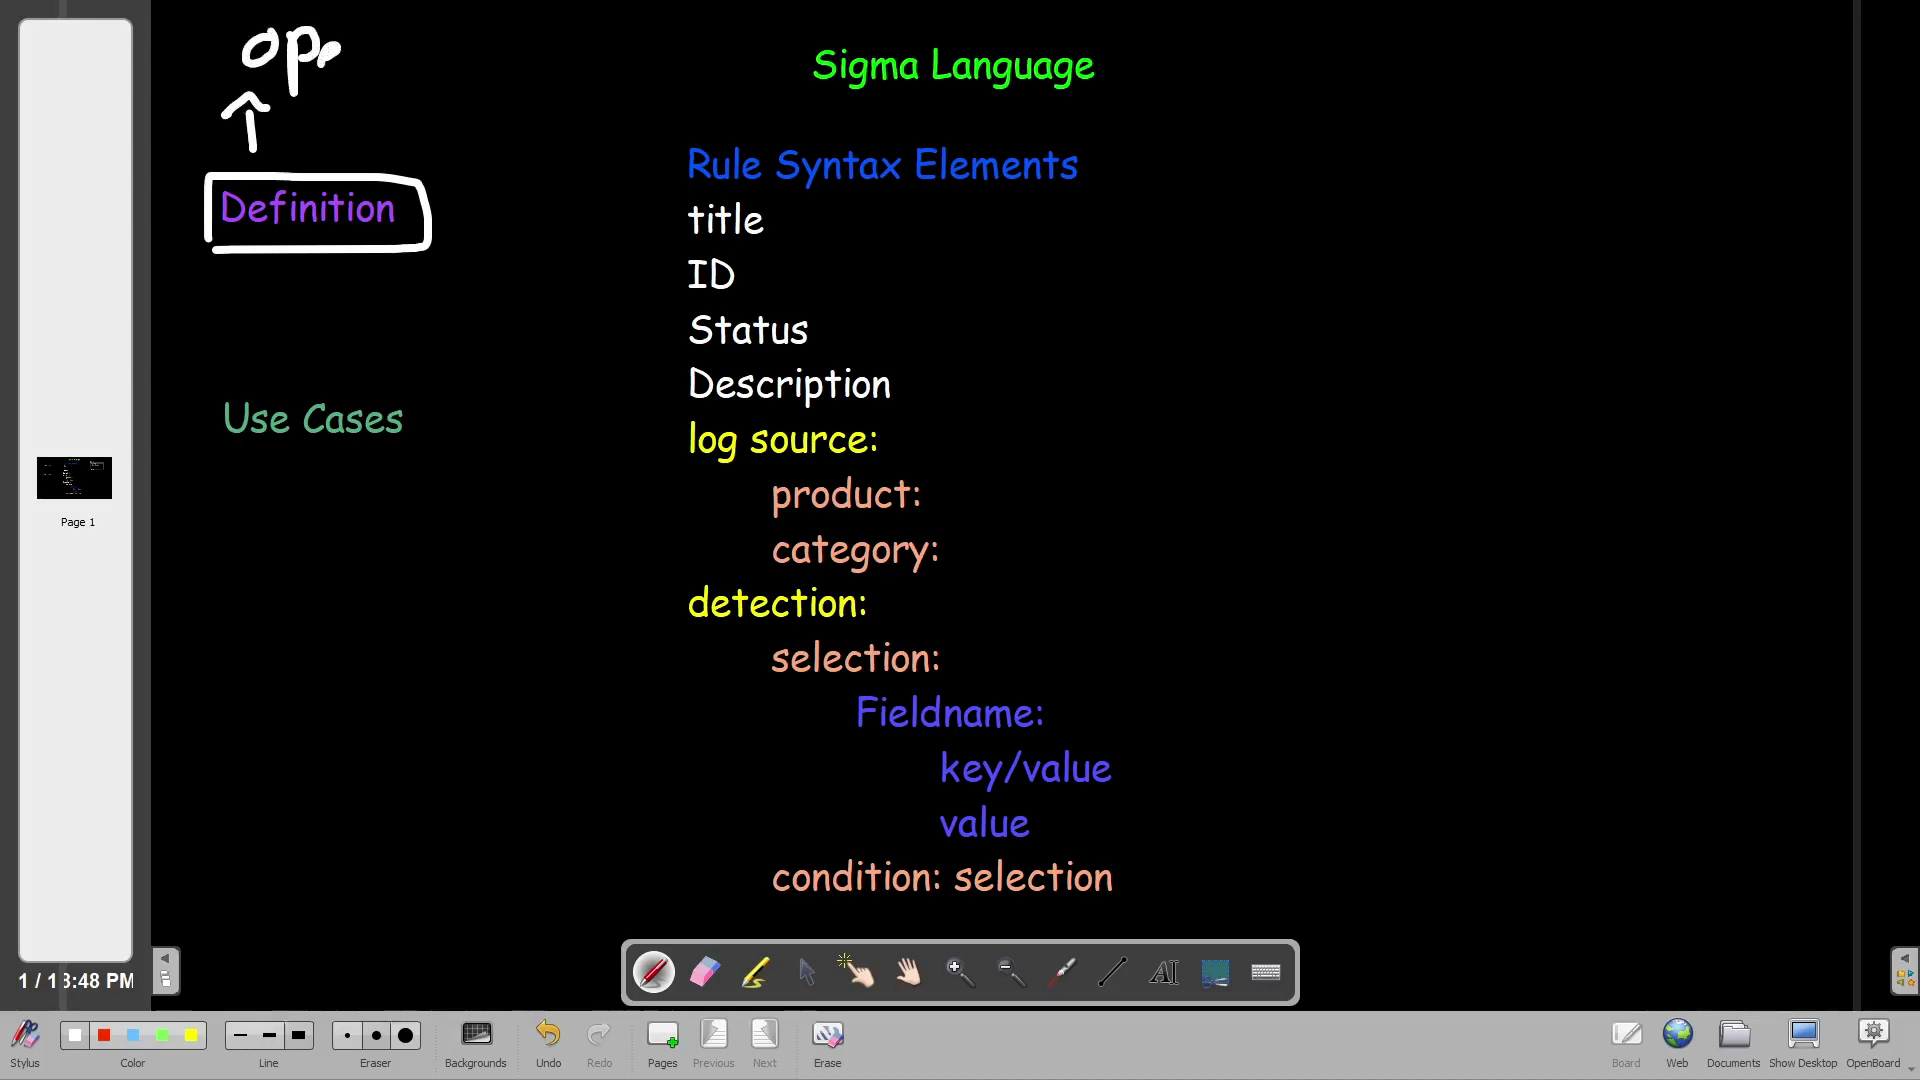 op
Sigma Language
Definition
Use Cases
Rule Syntax Elements
title
ID
Status
Description
log source:
product:
category:
detection:
selection:
Fieldname:
key/value
value
condition: selection
Page 1
AI
Stylus
Color
Line
Eraser
Backgrounds
Undo
Redo
Pages
Previous
Next
Erase
Board
Web
Documents
Show Desktop
OpenBoard